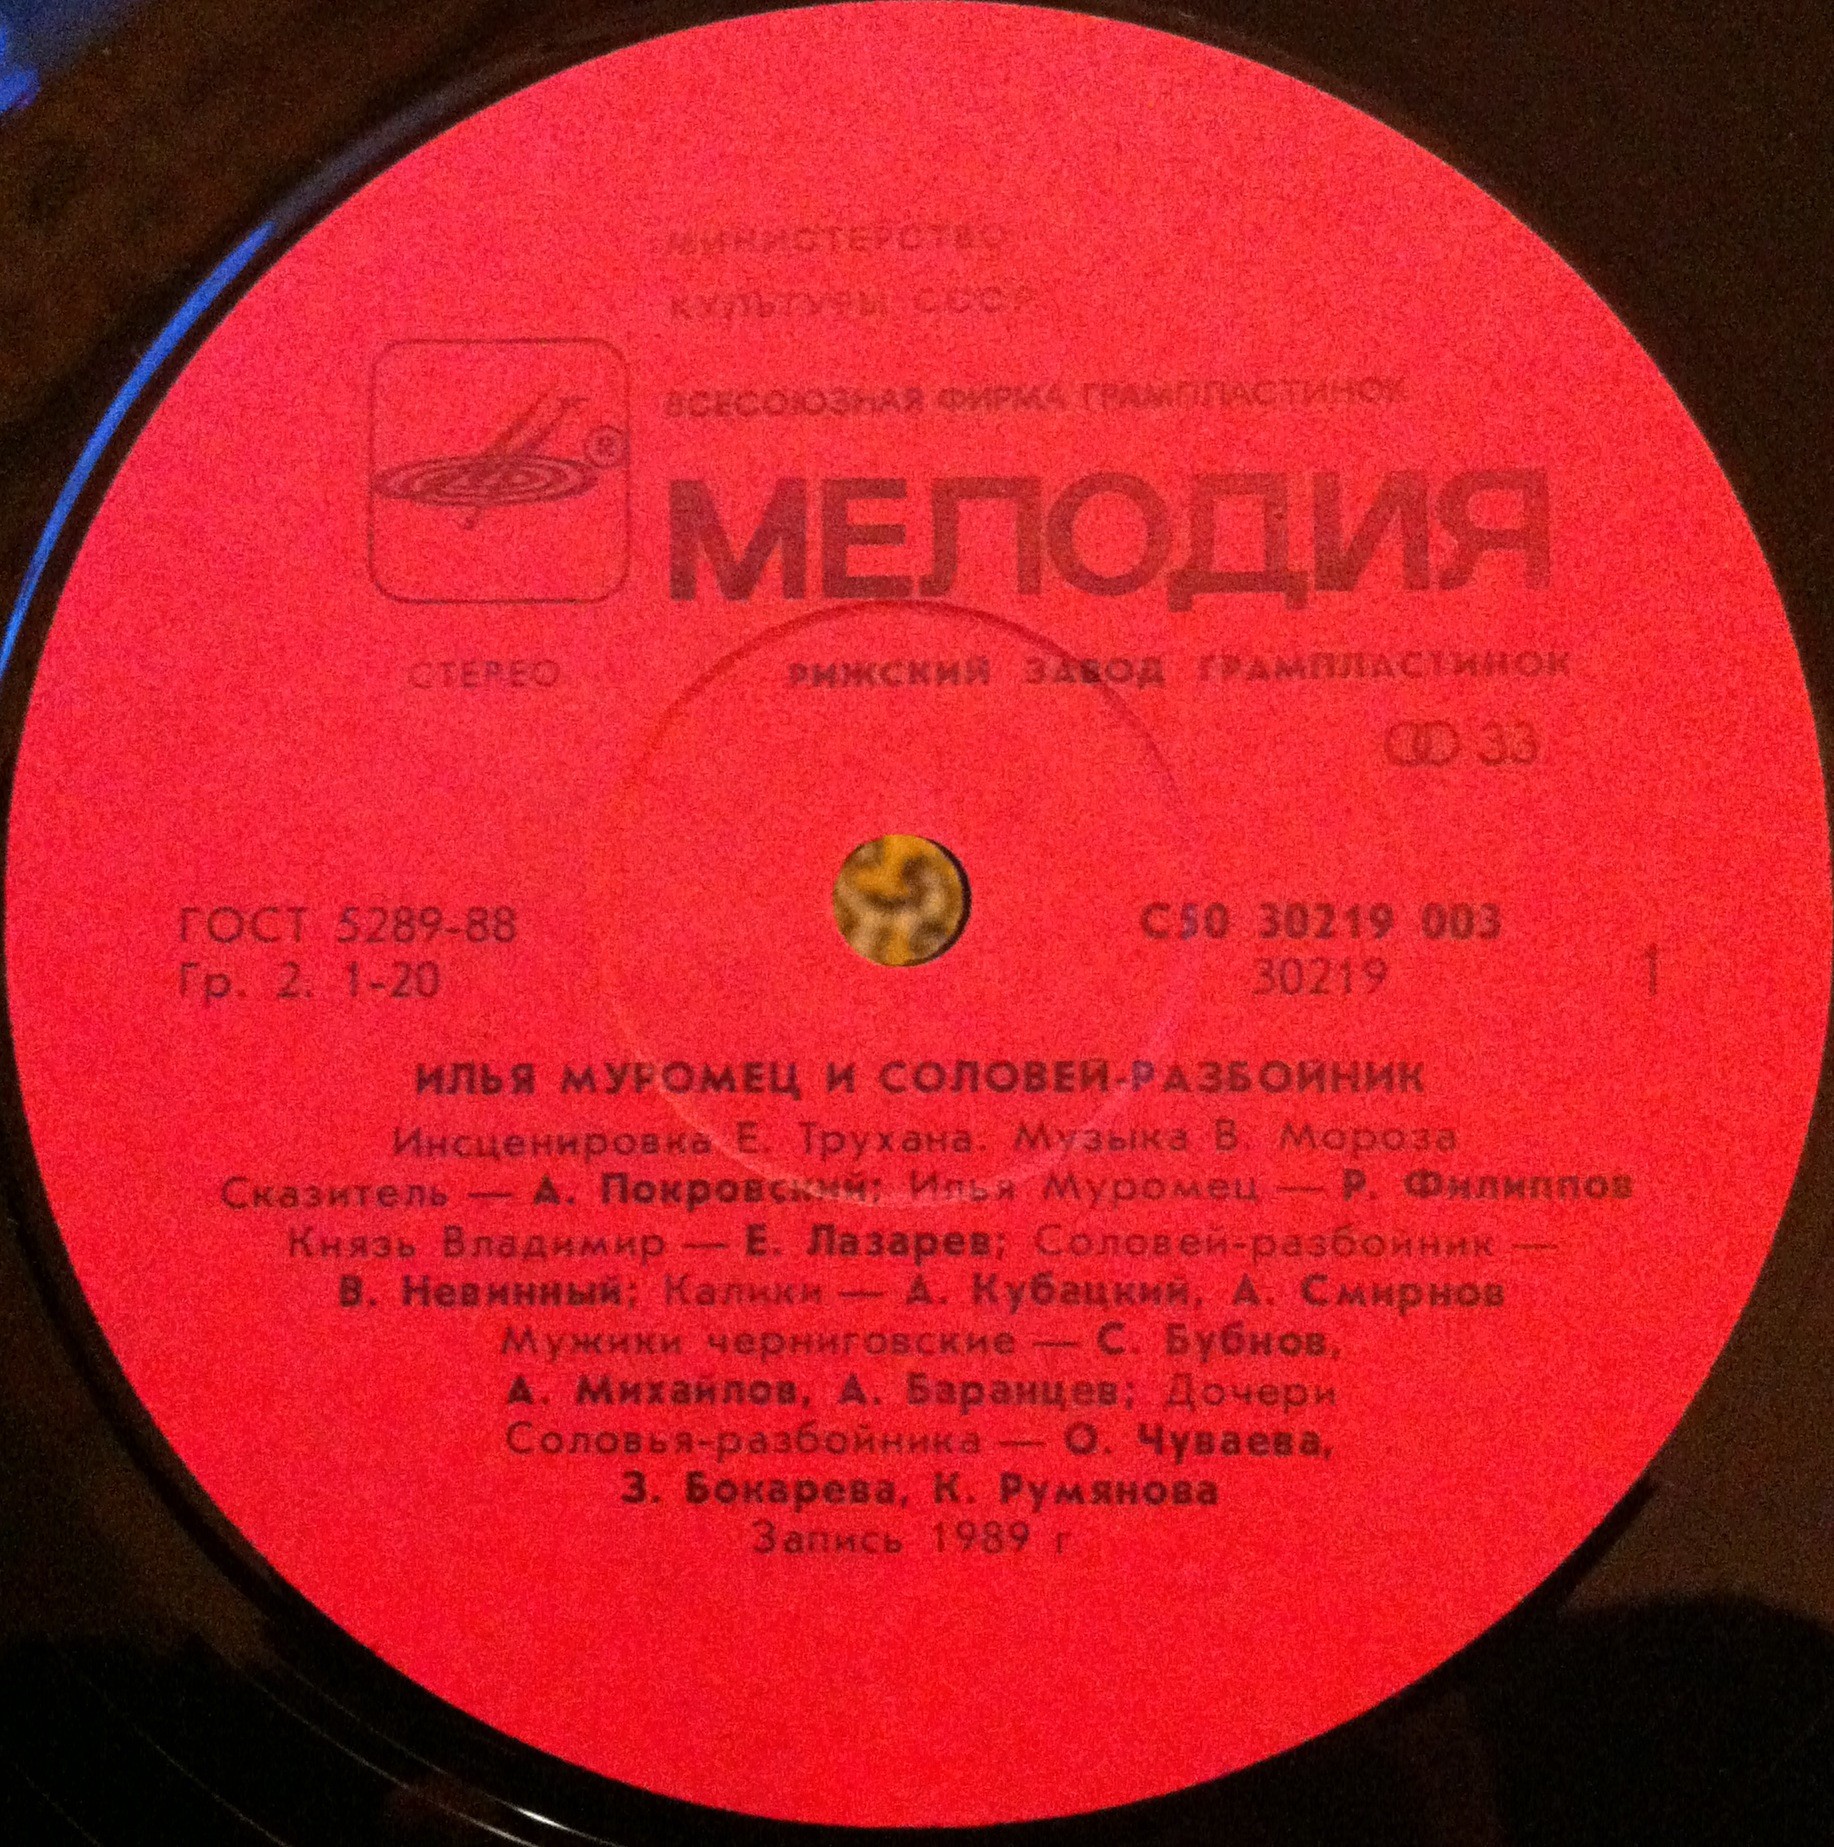 МИНИСТЕРСТВО
КУЛЬТУРЫ СССР
ВСЕСОЮЗНАЯ ФИРМА ГРАМПЛАСТИНОК
®
МЕЛОДИЯ
СТЕРЕО
РИЖСКИЙ ЗАВОД ГРАМПЛАСТИНОК
33
ГОСТ 5289-88
Гр. 2. 1-20
С50 30219 003
30219
1
ИЛЬЯ МУРОМЕЦ И СОЛОВЕЙ-РАЗБОЙНИК
Инсценировка Е. Трухана. Музыка В. Мороза
Сказитель — А. Покровский; Илья Муромец — Р. Филиппов
Князь Владимир — Е. Лазарев; Соловей-разбойник —
В. Невинный; Калики — А. Кубацкий, А. Смирнов
Мужики черниговские — С. Бубнов,
А. Михайлов, А. Баранцев; Дочери
Соловья-разбойника — О. Чуваева,
З. Бокарева, К. Румянова
Запись 1989 г